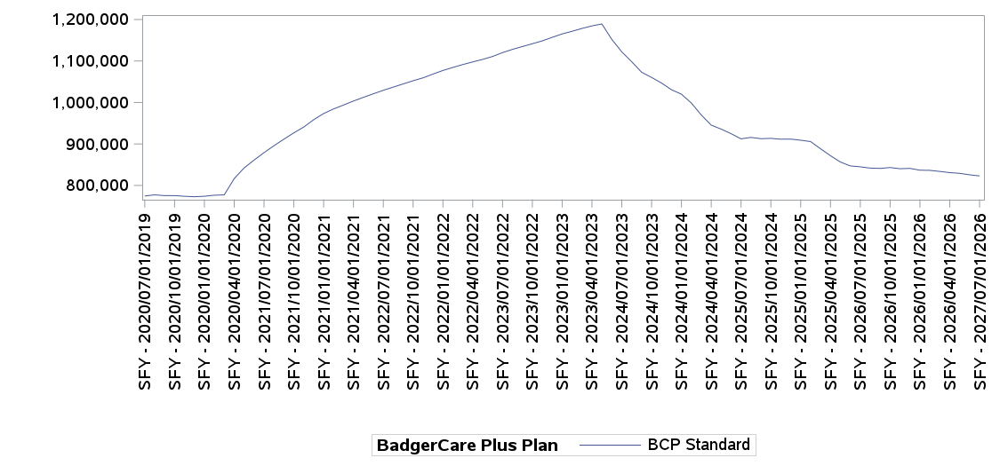 1,200,000
1,100,000
1,000,000
900,000
800,000
SFY - 2020/07/01/2019
SFY - 2020/10/01/2019
SFY - 2020/01/01/2020
SFY - 2020/04/01/2020
SFY - 2021/07/01/2020
SFY - 2021/10/01/2020
SFY - 2021/01/01/2021
SFY - 2021/04/01/2021
SFY - 2022/07/01/2021
SFY - 2022/10/01/2021
SFY - 2022/01/01/2022
SFY - 2022/04/01/2022
SFY - 2023/07/01/2022
SFY - 2023/10/01/2022
SFY - 2023/01/01/2023
SFY - 2023/04/01/2023
SFY - 2024/07/01/2023
SFY - 2024/10/01/2023
SFY - 2024/01/01/2024
SFY - 2024/04/01/2024
SFY - 2025/07/01/2024
SFY - 2025/10/01/2024
SFY - 2025/01/01/2025
SFY - 2025/04/01/2025
SFY - 2026/07/01/2025
SFY - 2026/10/01/2025
SFY - 2026/01/01/2026
SFY - 2026/04/01/2026
SFY - 2027/07/01/2026
BadgerCare Plus Plan BCP Standard